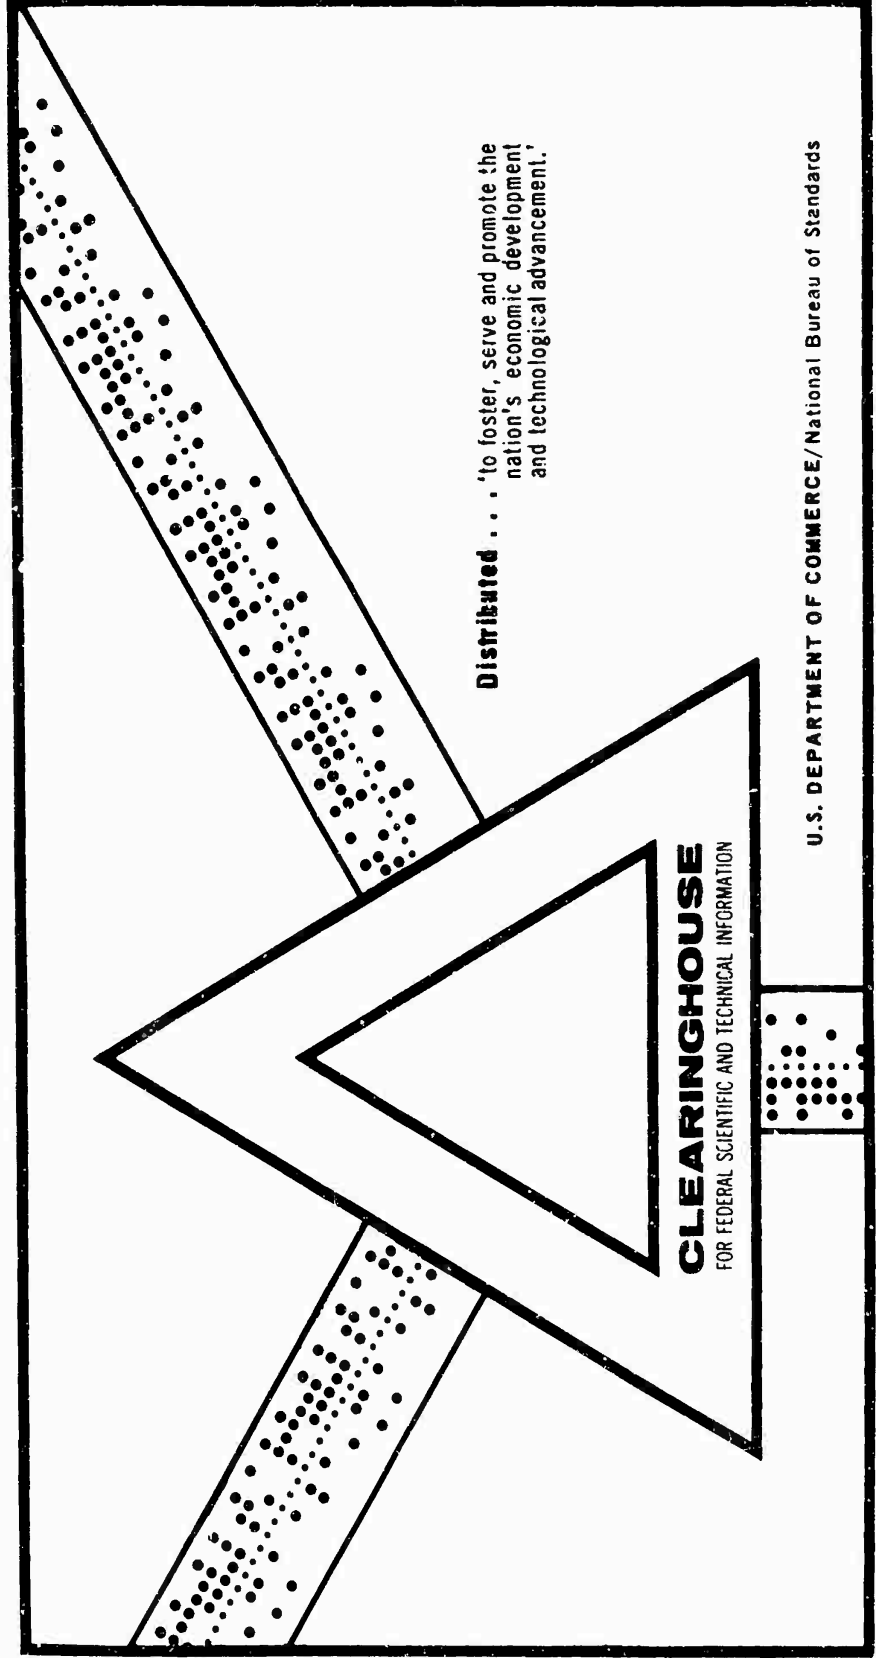 Distributed . . . 'to foster, serve and promote the
nation's economic development
and technological advancement.'
CLEARINGHOUSE
FOR FEDERAL SCIENTIFIC AND TECHNICAL INFORMATION
U.S. DEPARTMENT OF COMMERCE/National Bureau of Standards